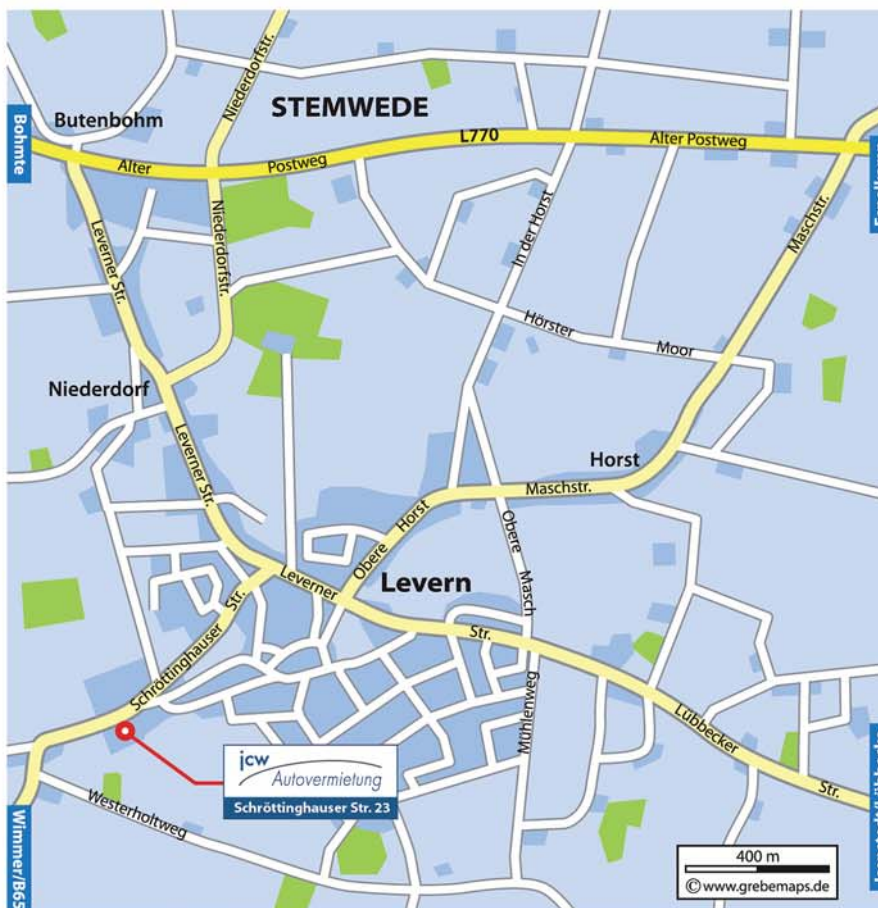 Niederdorfstr.
STEMWEDE
Butenbohm
Bohmte
L770
Alter
Postweg
Alter Postweg
Niederdorfstr.
Leverner Str.
In der Horst
Maschstr.
Hörster
Moor
Niederdorf
Leverner Str.
Horst
Maschstr.
Obere Horst
Obere
Masch
Levern
Leverner
Str.
Schröttinghauser Str.
Mühlenweg
Lübbecker
Str.
jcw
Autovermietung
Schröttinghauser Str. 23
Westerholtweg
Wimmer/B65
400 m
© www.grebemaps.de